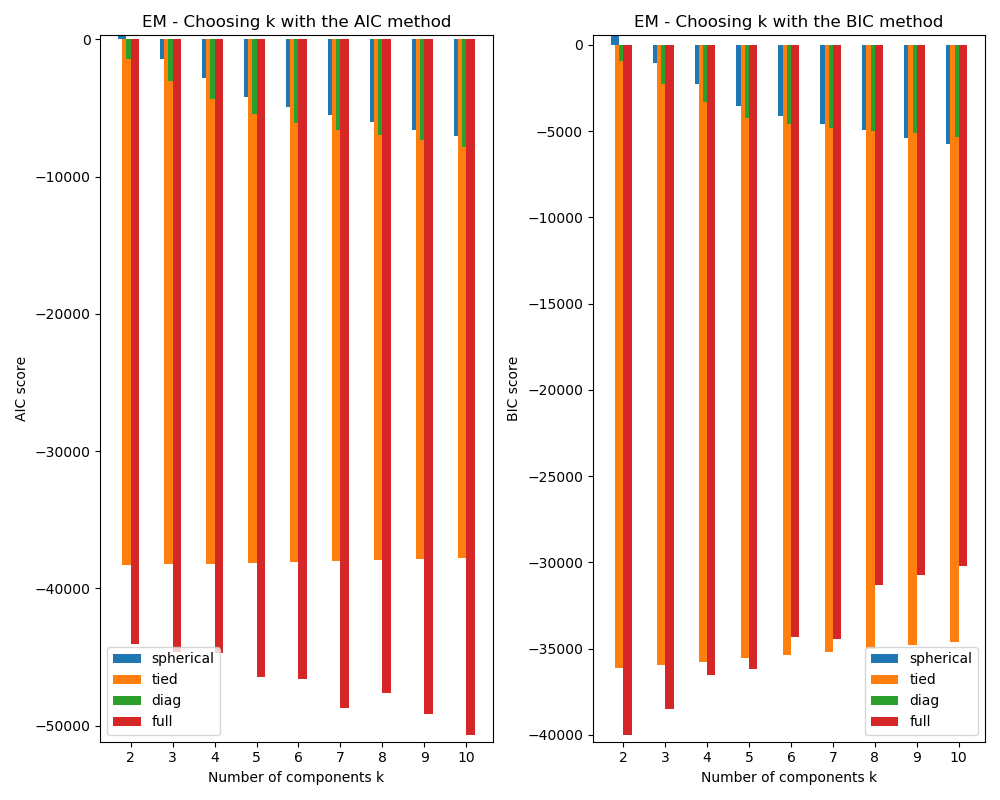 EM - Choosing k with the AIC method
AIC score
0
−10000
−20000
−30000
−40000
−50000
2 3 4 5 6 7 8 9 10
Number of components k
spherical
tied
diag
full
EM - Choosing k with the BIC method
BIC score
0
−5000
−10000
−15000
−20000
−25000
−30000
−35000
−40000
2 3 4 5 6 7 8 9 10
Number of components k
spherical
tied
diag
full